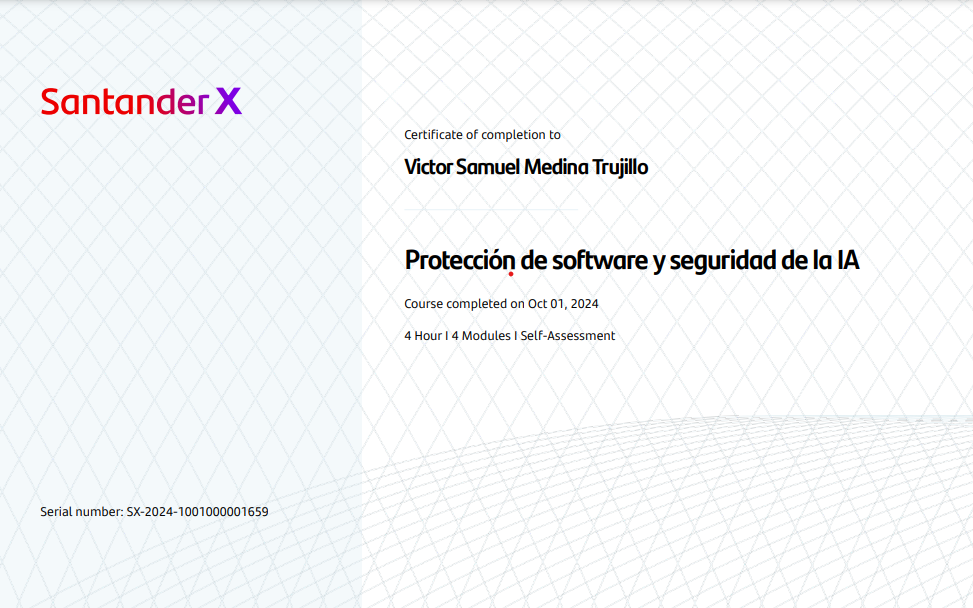 Santander X
Certificate of completion to
Victor Samuel Medina Trujillo
Protección de software y seguridad de la IA
Course completed on Oct 01, 2024
4 Hour I 4 Modules I Self-Assessment
Serial number: SX-2024-1001000001659